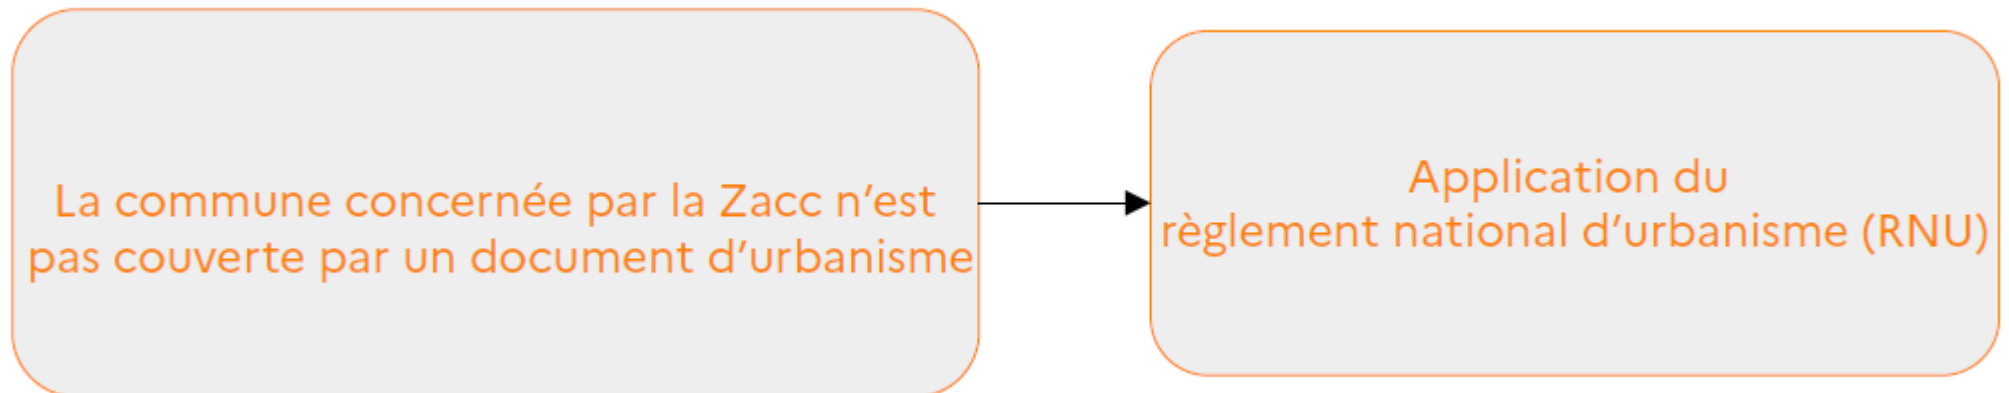 La commune concernée par la Zacc n’est
pas couverte par un document d’urbanisme
Application du
règlement national d’urbanisme (RNU)